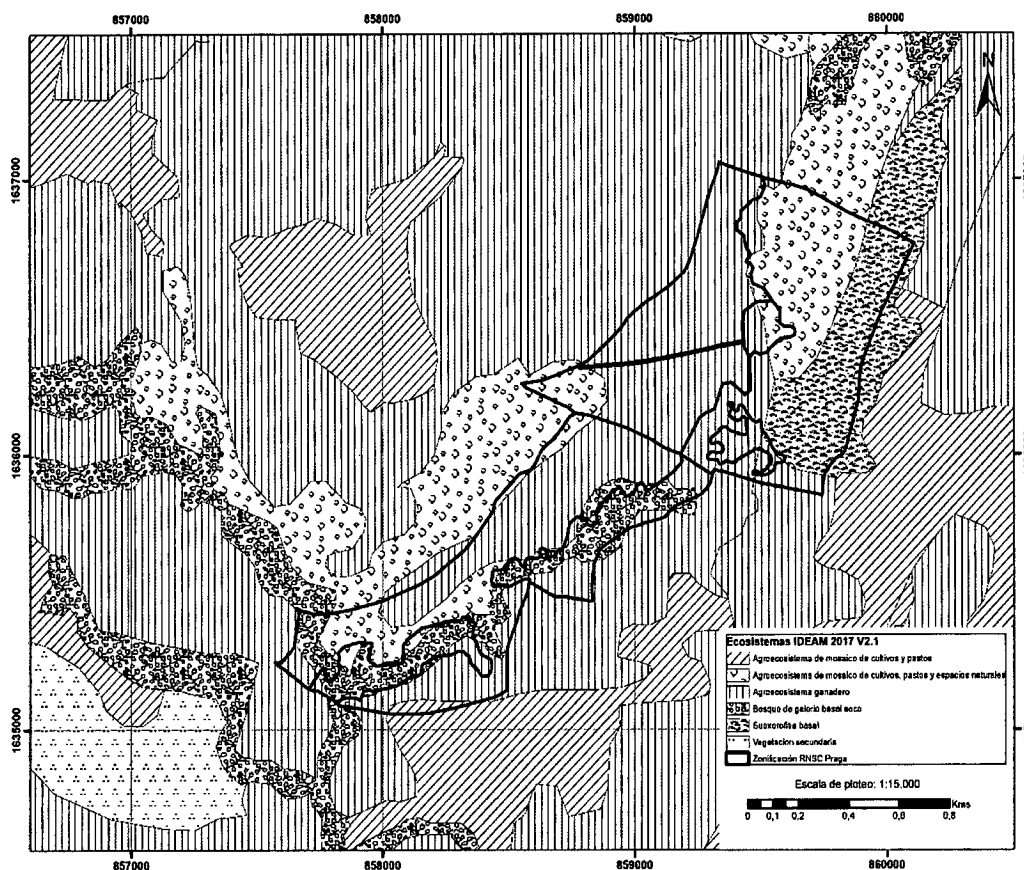 857000 858000 859000 860000
N
1637000
1636000
1635000
Ecosistemas IDEAM 2017 V2.1
Agroecosistema de mosaico de cultivos y pastos
Agroecosistema de mosaico de cultivos, pastos y espacios naturales
Agroecosistema ganadero
Bosque de galeria basal seco
Subxerofitia basal
Vegetacion secundaria
Zonificación RNSC Praga
Escala de ploteo: 1:15.000
0 0,1 0,2 0,4 0,6 0,8 Kms
857000 858000 859000 860000